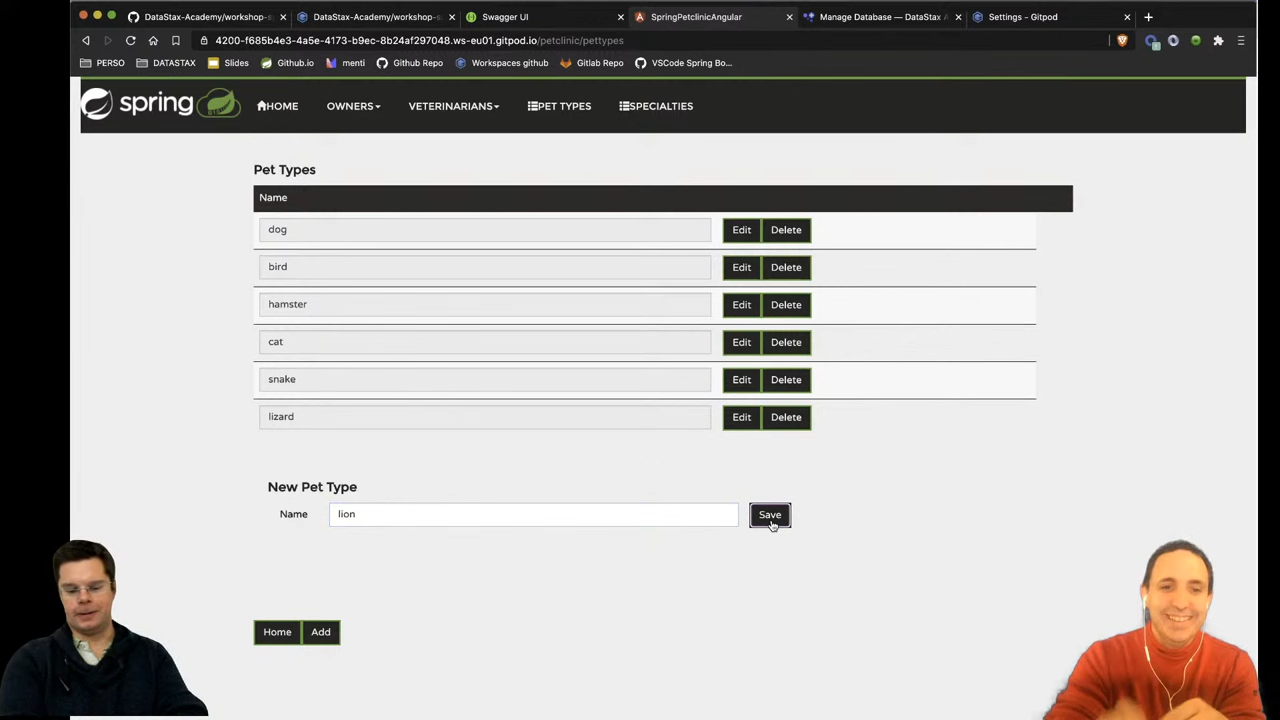 DataStax-Academy/workshop-s
DataStax-Academy/workshop-s
Swagger UI
SpringPetclinicAngular
Manage Database — DataStax A
Settings - Gitpod
4200-f685b4e3-4a5e-4173-b9ec-8b24af297048.ws-eu01.gitpod.io/petclinic/pettypes
PERSO
DATASTAX
Slides
Github.io
menti
Github Repo
Workspaces github
Gitlab Repo
VSCode Spring Bo...
spring
HOME
OWNERS
VETERINARIANS
PET TYPES
SPECIALTIES
Pet Types
Name
dog Edit Delete
bird Edit Delete
hamster Edit Delete
cat Edit Delete
snake Edit Delete
lizard Edit Delete
New Pet Type
Name lion Save
Home Add